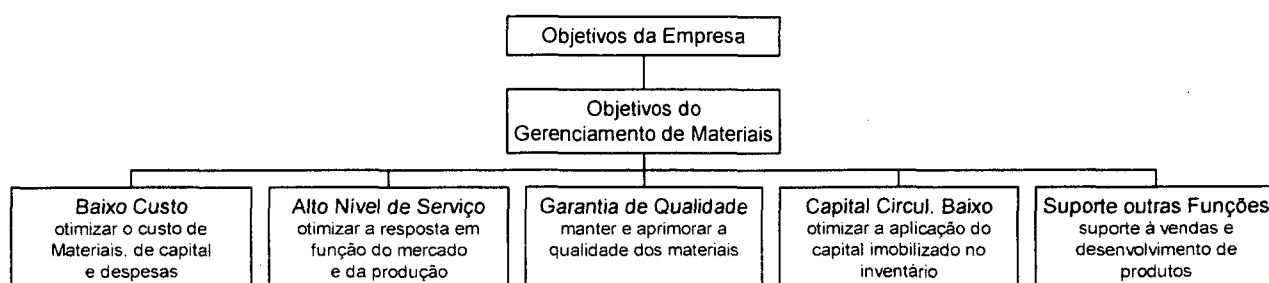 Objetivos da Empresa
Objetivos do
Gerenciamento de Materiais
Baixo Custo
otimizar o custo de
Materiais, de capital
e despesas
Alto Nível de Serviço
otimizar a resposta em
função do mercado
e da produção
Garantia de Qualidade
manter e aprimorar a
qualidade dos materiais
Capital Circul. Baixo
otimizar a aplicação do
capital imobilizado no
inventário
Suporte outras Funções
suporte à vendas e
desenvolvimento de
produtos